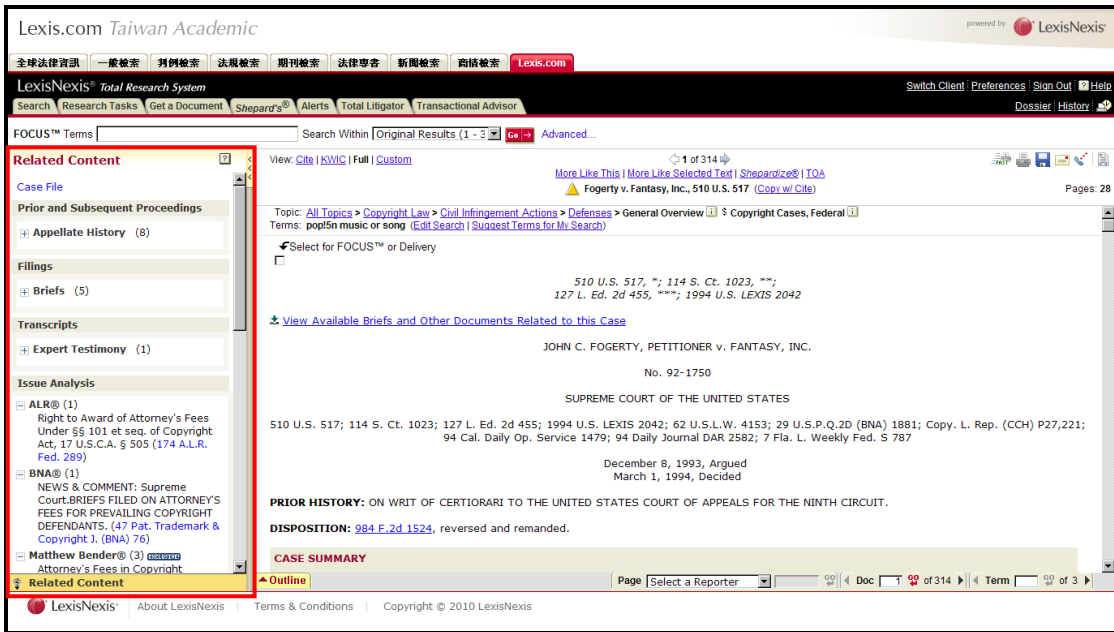 Lexis.com Taiwan Academic
powered by LexisNexis®
全球法律資訊 一般檢索 判例檢索 法規檢索 期刊檢索 法律專書 新聞檢索 商情檢索 Lexis.com
LexisNexis® Total Research System
Switch Client Preferences Sign Out ? Help
Search Research Tasks Get a Document Shepard's® Alerts Total Litigator Transactional Advisor
Dossier History
FOCUS™ Terms Search Within Original Results (1 - 3 Go Advanced...
Related Content ?
Case File
Prior and Subsequent Proceedings
Appellate History (8)
Filings
Briefs (5)
Transcripts
Expert Testimony (1)
Issue Analysis
ALR® (1)
Right to Award of Attorney's Fees
Under §§ 101 et seq. of Copyright
Act, 17 U.S.C.A. § 505 (174 A.L.R.
Fed. 289)
BNA® (1)
NEWS & COMMENT: Supreme
Court.BRIEFS FILED ON ATTORNEY'S
FEES FOR PREVAILING COPYRIGHT
DEFENDANTS. (47 Pat. Trademark &
Copyright J. (BNA) 76)
Matthew Bender® (3) EXCLUSIVE
Attorney's Fees in Copyright
Related Content
View: Cite | KWIC | Full | Custom
1 of 314
More Like This | More Like Selected Text | Shepardize® | TOA
Fogerty v. Fantasy, Inc., 510 U.S. 517 (Copy w/ Cite)
Pages: 28
FAST
Topic: All Topics > Copyright Law > Civil Infringement Actions > Defenses > General Overview i $ Copyright Cases, Federal i
Terms: pop!5n music or song (Edit Search | Suggest Terms for My Search)
Select for FOCUS™ or Delivery
510 U.S. 517, *; 114 S. Ct. 1023, **;
127 L. Ed. 2d 455, ***; 1994 U.S. LEXIS 2042
View Available Briefs and Other Documents Related to this Case
JOHN C. FOGERTY, PETITIONER v. FANTASY, INC.
No. 92-1750
SUPREME COURT OF THE UNITED STATES
510 U.S. 517; 114 S. Ct. 1023; 127 L. Ed. 2d 455; 1994 U.S. LEXIS 2042; 62 U.S.L.W. 4153; 29 U.S.P.Q.2D (BNA) 1881; Copy. L. Rep. (CCH) P27,221;
94 Cal. Daily Op. Service 1479; 94 Daily Journal DAR 2582; 7 Fla. L. Weekly Fed. S 787
December 8, 1993, Argued
March 1, 1994, Decided
PRIOR HISTORY: ON WRIT OF CERTIORARI TO THE UNITED STATES COURT OF APPEALS FOR THE NINTH CIRCUIT.
DISPOSITION: 984 F.2d 1524, reversed and remanded.
CASE SUMMARY
Outline
Page Select a Reporter GO Doc 1 GO of 314 Term GO of 3
LexisNexis® About LexisNexis | Terms & Conditions | Copyright © 2010 LexisNexis